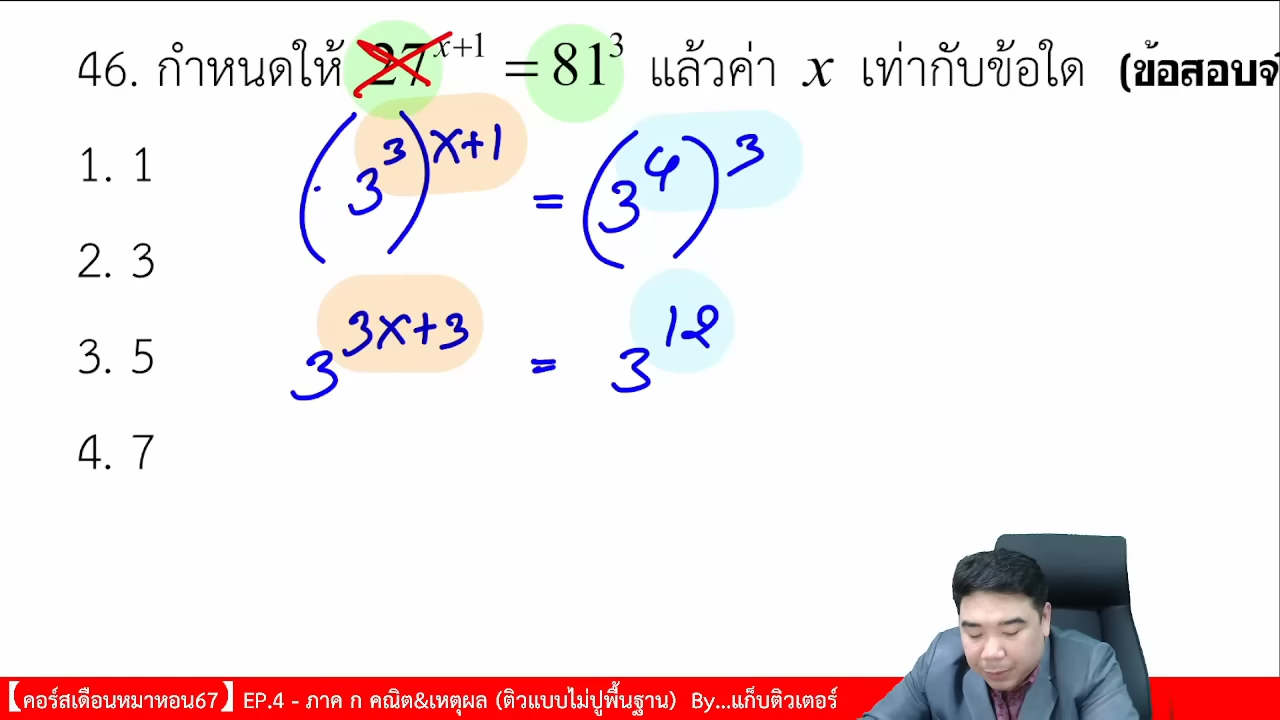 46. กำหนดให้ 27^{x+1} = 81^3 แล้วค่า x เท่ากับข้อใด (ข้อสอบจ
1. 1
(3^3)^{x+1} = (3^4)^3
2. 3
3^{3x+3} = 3^{12}
3. 5
4. 7
【คอร์สเดือนหมาหอน67】EP.4 - ภาค ก คณิต&เหตุผล (ติวแบบไม่ปูพื้นฐาน) By...แก็บติวเตอร์